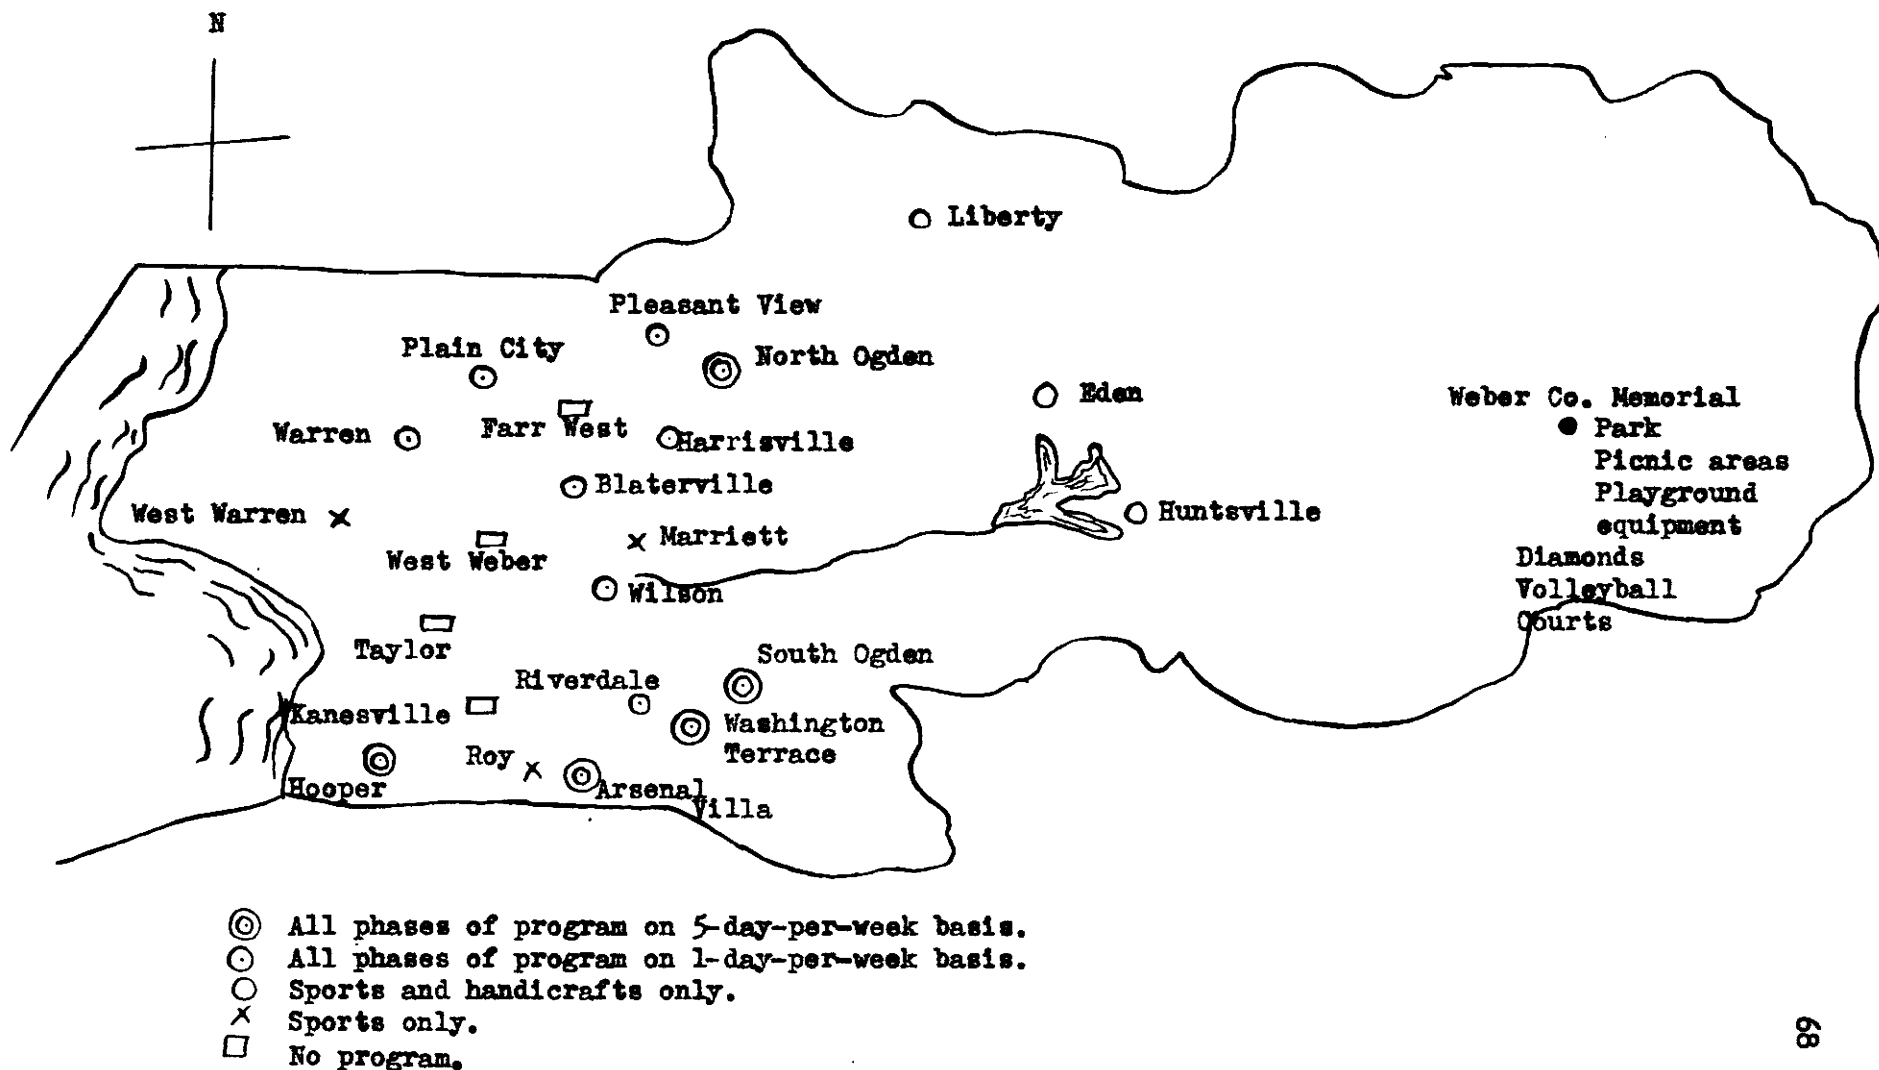 N
Liberty
Pleasant View
Plain City
North Ogden
Eden
Weber Co. Memorial
Park
Picnic areas
Playground
equipment
Diamonds
Volleyball
Courts
Warren
Farr West
Harrisville
Blaterville
West Warren
Huntsville
Marriett
West Weber
Wilson
Taylor
South Ogden
Riverdale
Kanesville
Washington
Terrace
Roy
Hooper
Arsenal
Villa
All phases of program on 5-day-per-week basis.
All phases of program on 1-day-per-week basis.
Sports and handicrafts only.
Sports only.
No program.
68